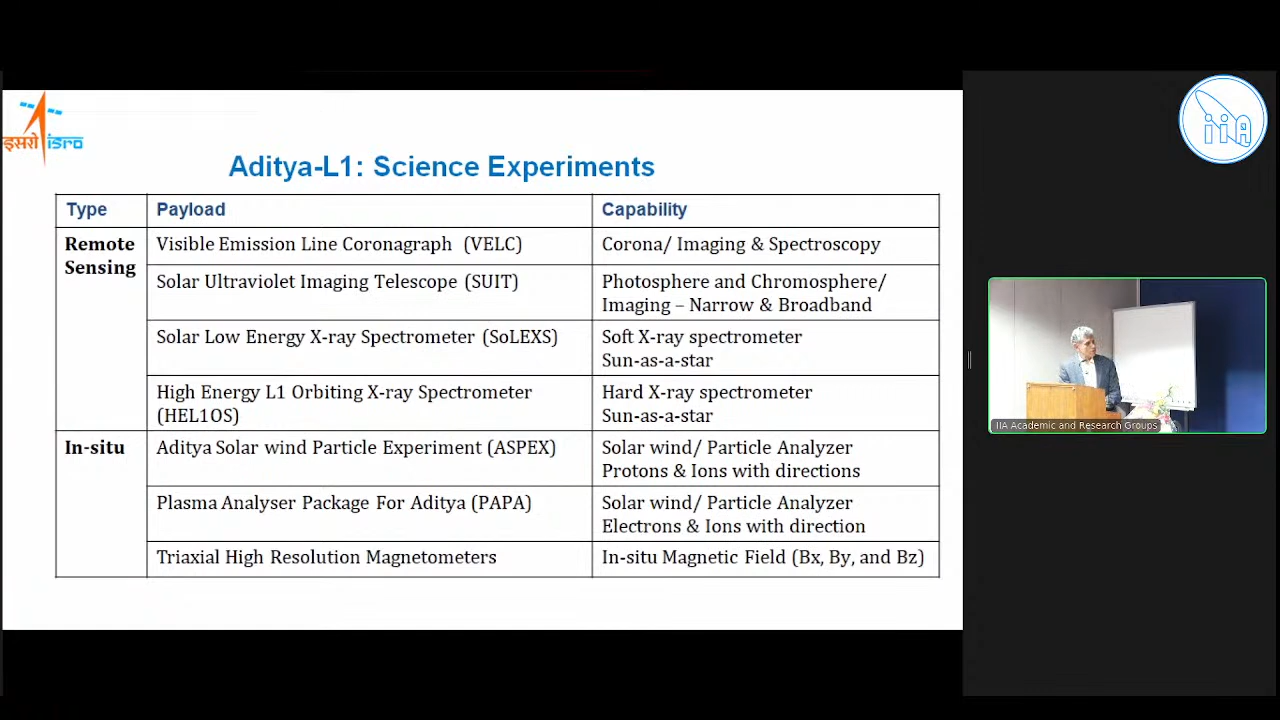 इसरो isro
IIA
Aditya-L1: Science Experiments
Type Payload Capability
Remote Sensing
Visible Emission Line Coronagraph (VELC) Corona/ Imaging & Spectroscopy
Solar Ultraviolet Imaging Telescope (SUIT) Photosphere and Chromosphere/
Imaging – Narrow & Broadband
Solar Low Energy X-ray Spectrometer (SoLEXS) Soft X-ray spectrometer
Sun-as-a-star
High Energy L1 Orbiting X-ray Spectrometer
(HEL1OS)
Hard X-ray spectrometer
Sun-as-a-star
In-situ
Aditya Solar wind Particle Experiment (ASPEX) Solar wind/ Particle Analyzer
Protons & Ions with directions
Plasma Analyser Package For Aditya (PAPA) Solar wind/ Particle Analyzer
Electrons & Ions with direction
Triaxial High Resolution Magnetometers In-situ Magnetic Field (Bx, By, and Bz)
IIA Academic and Research Groups